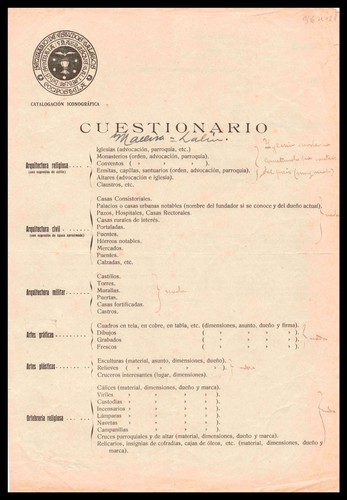 CATALOGACIÓN ICONOGRÁFICA
CUESTIONARIO
Maceira = Lalín.
Arquitectura religiosa
Iglesias (advocación, parroquia, etc.)
Monasterios (orden, advocación, parroquia).
Conventos ( » » » ).
Ermitas, capillas, santuarios (orden, advocación, parroquia).
Altares (advocación e iglesia).
Claustros, etc.
Arquitectura civil
Casas Consistoriales.
Palacios o casas urbanas notables (nombre del fundador si se conoce y del dueño actual).
Pazos, Hospitales, Casas Rectorales.
Casas rurales de interés.
Portaladas.
Fuentes.
Hórreos notables.
Mercados.
Puentes.
Calzadas, etc.
Arquitectura militar
Castillos.
Torres.
Murallas.
Puertas.
Casas fortificadas.
Castros.
nada
Artes gráficas
Cuadros en tela, en cobre, en tabla, etc. (dimensiones, asunto, dueño y firma).
Dibujos ( » » » » ).
Grabados ( » » » » ).
Frescos ( » » » » ).
Artes plásticas
Esculturas (material, asunto, dimensiones, dueño).
Relieves ( » » » » ).
Cruceros interesantes (lugar, dimensiones).
Orfebrería religiosa
Cálices (material, dimensiones, dueño y marca).
Viriles » » » » ).
Custodias » » » » ).
Incensarios » » » » ).
Lámparas » » » » ).
Navetas » » » » ).
Campanillas » » » » ).
Cruces parroquiales y de altar (material, dimensiones, dueño y marca).
Relicarios, insignias de cofradías, cajas de óleos, etc. (material, dimensiones, dueño y marca).